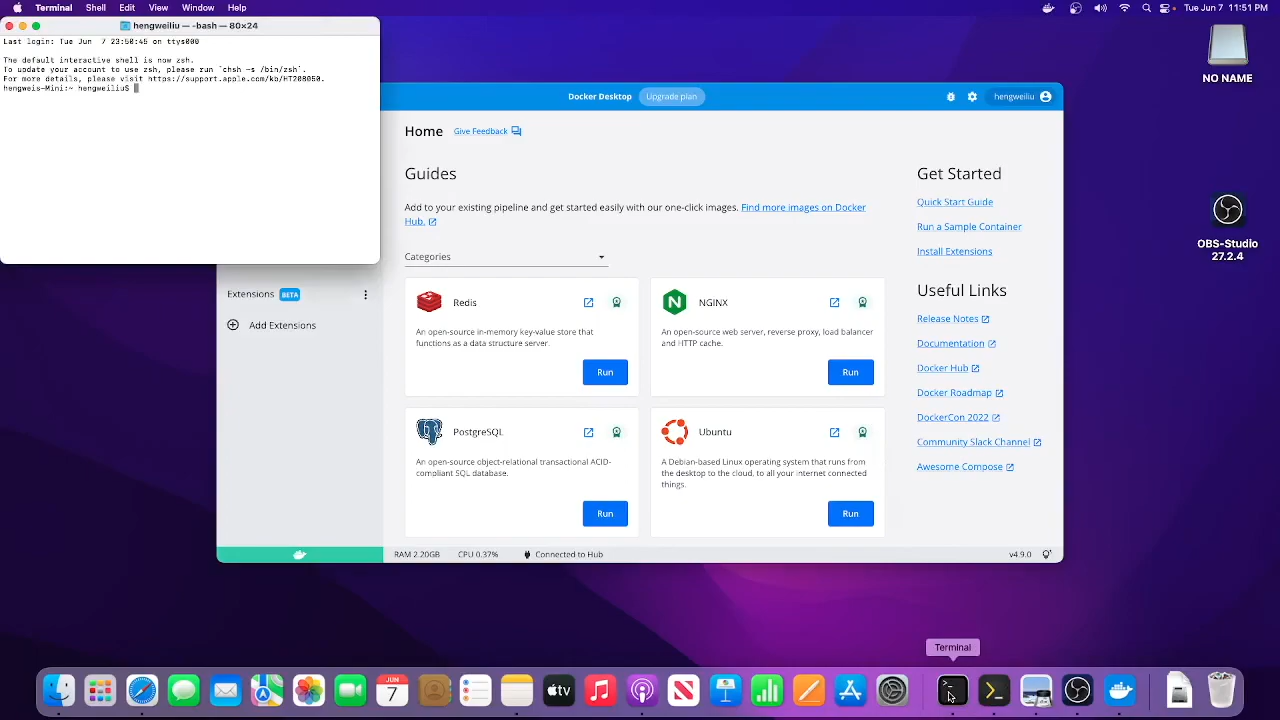 Terminal Shell Edit View Window Help
Tue Jun 7 11:51 PM
hengweiliu — -bash — 80×24
Last login: Tue Jun  7 23:50:45 on ttys000
The default interactive shell is now zsh.
To update your account to use zsh, please run `chsh -s /bin/zsh`.
For more details, please visit https://support.apple.com/kb/HT208050.
hengweis-Mini:~ hengweiliu$
NO NAME
OBS-Studio
27.2.4
Docker Desktop
Upgrade plan
hengweiliu
Extensions BETA
Add Extensions
Home
Give Feedback
Guides
Add to your existing pipeline and get started easily with our one-click images. Find more images on Docker
Hub.
Categories
Redis
An open-source in-memory key-value store that
functions as a data structure server.
Run
NGINX
An open-source web server, reverse proxy, load balancer
and HTTP cache.
Run
PostgreSQL
An open-source object-relational transactional ACID-
compliant SQL database.
Run
Ubuntu
A Debian-based Linux operating system that runs from
the desktop to the cloud, to all your internet connected
things.
Run
Get Started
Quick Start Guide
Run a Sample Container
Install Extensions
Useful Links
Release Notes
Documentation
Docker Hub
Docker Roadmap
DockerCon 2022
Community Slack Channel
Awesome Compose
RAM 2.20GB CPU 0.37% Connected to Hub
v4.9.0
Terminal
JUN
7
tv